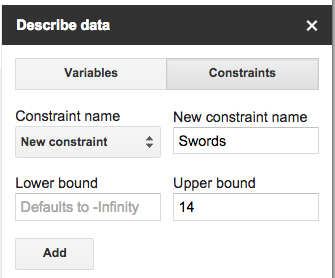 Describe data ×
Variables Constraints
Constraint name New constraint name
New constraint Swords
Lower bound Upper bound
Defaults to -Infinity 14
Add